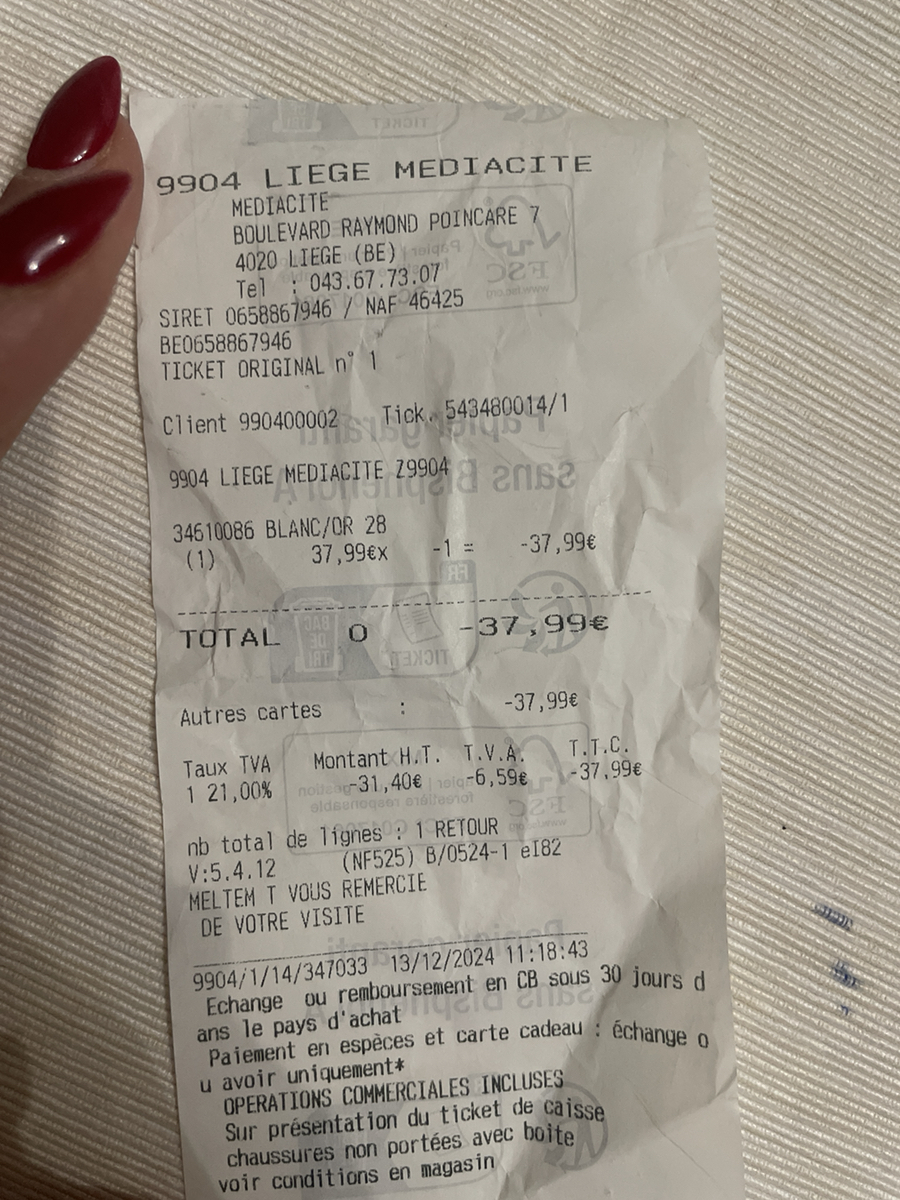 9904 LIEGE MEDIACITE
MEDIACITE
BOULEVARD RAYMOND POINCARE 7
4020 LIEGE (BE)
Tel : 043.67.73.07
SIRET 0658867946 / NAF 46425
BE0658867946
TICKET ORIGINAL n° 1
Client 990400002 Tick. 543480014/1
9904 LIEGE MEDIACITE Z9904
34610086 BLANC/OR 28
(1) 37,99€x -1 = -37,99€
TOTAL 0 -37,99€
Autres cartes : -37,99€
Taux TVA Montant H.T. T.V.A. T.T.C.
1 21,00% -31,40€ -6,59€ -37,99€
nb total de lignes : 1 RETOUR
V:5.4.12 (NF525) B/0524-1 eI82
MELTEM T VOUS REMERCIE
DE VOTRE VISITE
9904/1/14/347033 13/12/2024 11:18:43
Echange ou remboursement en CB sous 30 jours d
ans le pays d'achat
Paiement en espèces et carte cadeau : échange o
u avoir uniquement*
OPERATIONS COMMERCIALES INCLUSES
Sur présentation du ticket de caisse
chaussures non portées avec boite
voir conditions en magasin